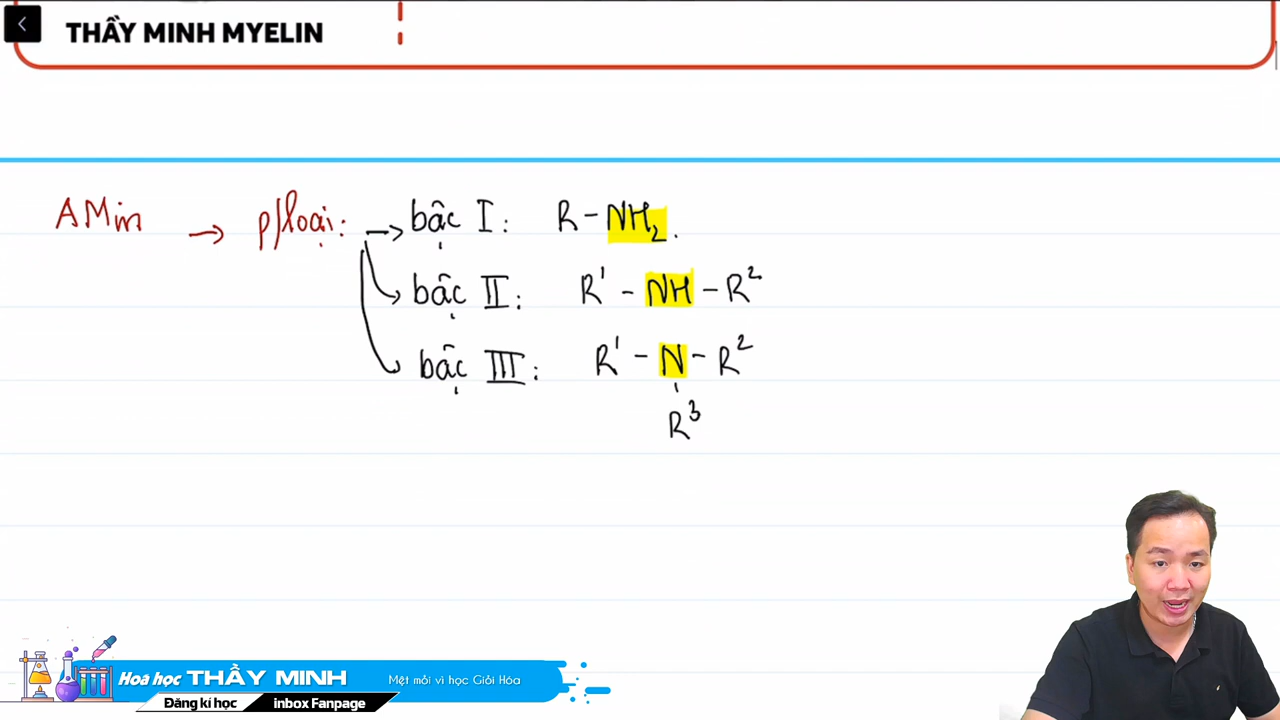 THẦY MINH MYELIN
AMin → p/loại: → bậc I: R - NH₂.
bậc II: R¹ - NH - R²
bậc III: R¹ - N - R²
R³
Hoá học THẦY MINH
Mệt mỏi vì học Giỏi Hóa
Đăng kí học inbox Fanpage